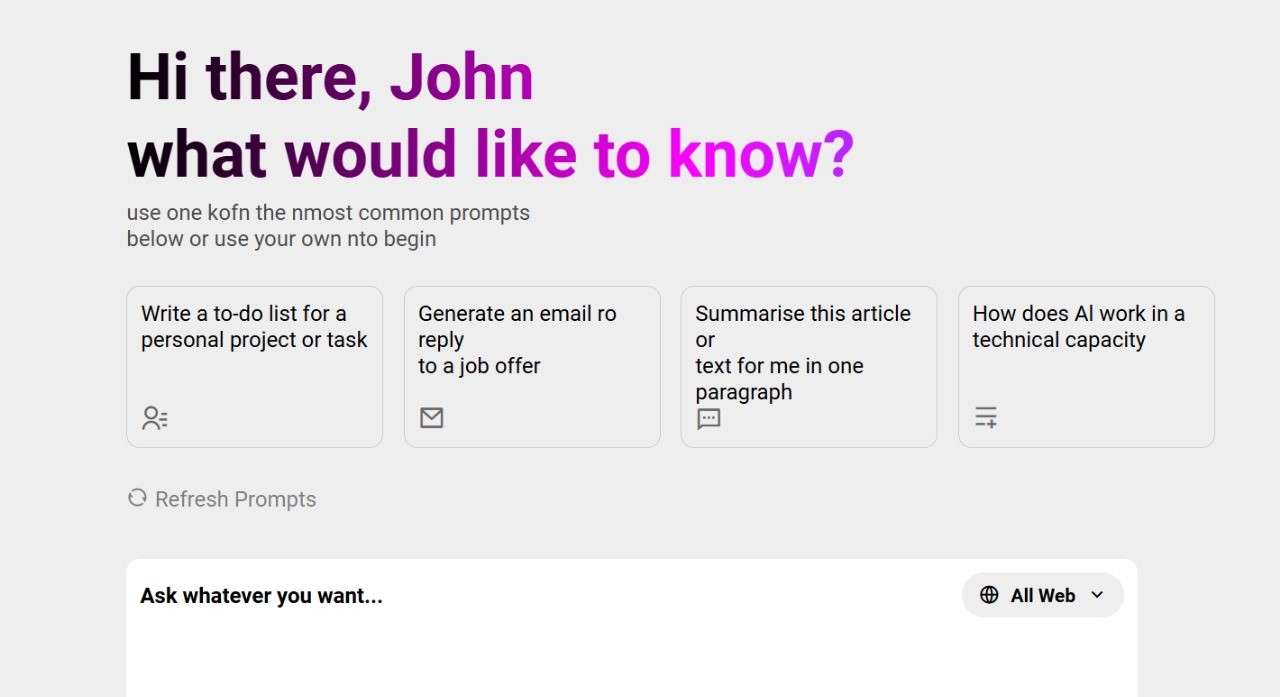 Hi there, John
what would like to know?
use one kofn the nmost common prompts
below or use your own nto begin
Write a to-do list for a
personal project or task
Generate an email ro
reply
to a job offer
Summarise this article
or
text for me in one
paragraph
How does Al work in a
technical capacity
Refresh Prompts
Ask whatever you want...
All Web